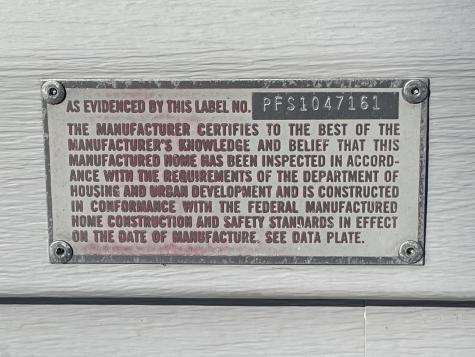 AS EVIDENCED BY THIS LABEL NO. PFS1047161
THE MANUFACTURER CERTIFIES TO THE BEST OF THE
MANUFACTURER'S KNOWLEDGE AND BELIEF THAT THIS
MANUFACTURED HOME HAS BEEN INSPECTED IN ACCORD-
ANCE WITH THE REQUIREMENTS OF THE DEPARTMENT OF
HOUSING AND URBAN DEVELOPMENT AND IS CONSTRUCTED
IN CONFORMANCE WITH THE FEDERAL MANUFACTURED
HOME CONSTRUCTION AND SAFETY STANDARDS IN EFFECT
ON THE DATE OF MANUFACTURE. SEE DATA PLATE.